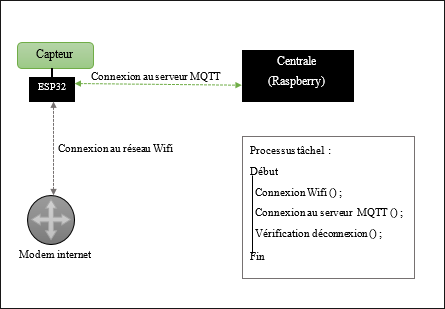 Capteur
ESP32
Connexion au serveur MQTT
Centrale
(Raspberry)
Connexion au réseau Wifi
Modem internet
Processus tâche1 :
Début
Connexion Wifi () ;
Connexion au serveur MQTT () ;
Vérification déconnexion () ;
Fin